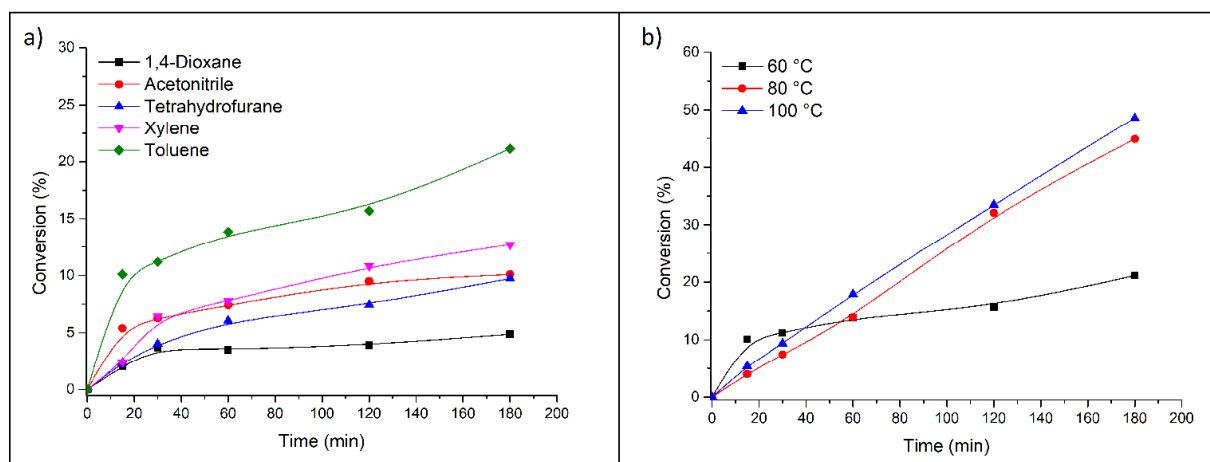 a)
1,4-Dioxane
Acetonitrile
Tetrahydrofurane
Xylene
Toluene
30
25
20
15
10
5
0
Conversion (%)
0 20 40 60 80 100 120 140 160 180 200
Time (min)
b)
60 °C
80 °C
100 °C
60
50
40
30
20
10
0
Conversion (%)
0 20 40 60 80 100 120 140 160 180 200
Time (min)